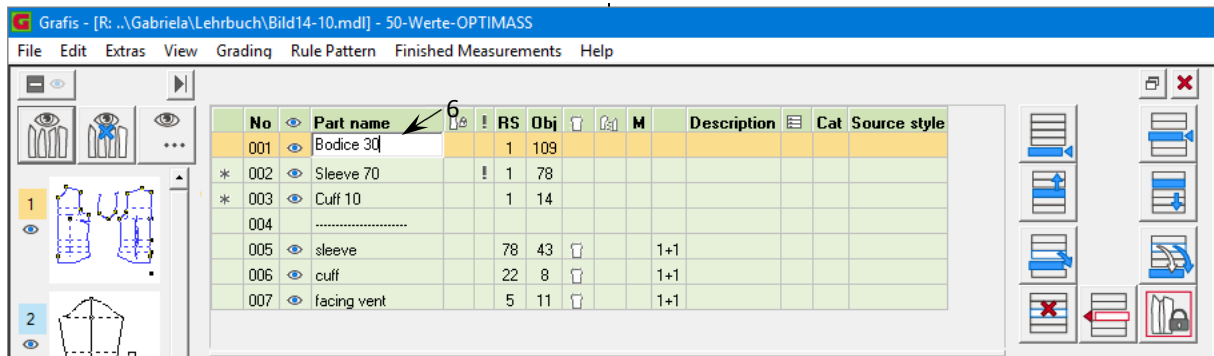 Grafis - [R: ..\Gabriela\Lehrbuch\Bild14-10.mdl] - 50-Werte-OPTIMASS
File Edit Extras View Grading Rule Pattern Finished Measurements Help
6
No Part name ! RS Obj M Description Cat Source style
001 Bodice 30 1 109
* 002 Sleeve 70 ! 1 78
* 003 Cuff 10 1 14
004 -----------------------
005 sleeve 78 43 1+1
006 cuff 22 8 1+1
007 facing vent 5 11 1+1
1
2